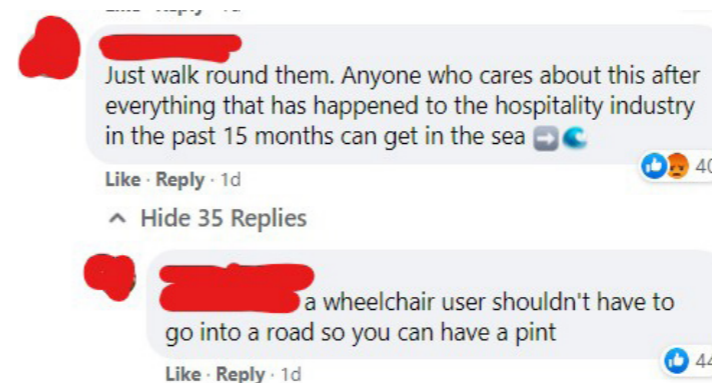 Just walk round them. Anyone who cares about this after
everything that has happened to the hospitality industry
in the past 15 months can get in the sea ➡️🌊
40
Like · Reply · 1d
Hide 35 Replies
a wheelchair user shouldn't have to
go into a road so you can have a pint
44
Like · Reply · 1d